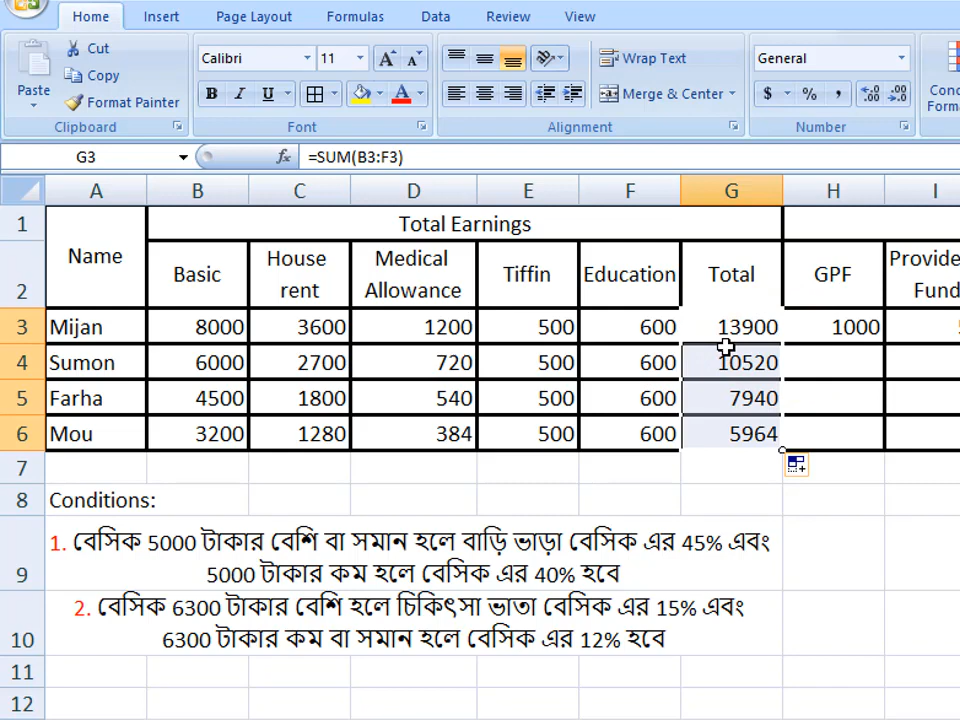 Home Insert Page Layout Formulas Data Review View
Cut
Copy
Format Painter
Paste
Calibri 11
Wrap Text
General
B I U
Merge & Center
$ % ,
Clipboard Font Alignment Number
G3 fx =SUM(B3:F3)
A B C D E F G H I
1 Name Total Earnings
2 Basic House rent Medical Allowance Tiffin Education Total GPF Fund
3 Mijan 8000 3600 1200 500 600 13900 1000
4 Sumon 6000 2700 720 500 600 10520
5 Farha 4500 1800 540 500 600 7940
6 Mou 3200 1280 384 500 600 5964
7
8 Conditions:
9 1. বেসিক 5000 টাকার বেশি বা সমান হলে বাড়ি ভাড়া বেসিক এর 45% এবং
5000 টাকার কম হলে বেসিক এর 40% হবে
10 2. বেসিক 6300 টাকার বেশি হলে চিকিৎসা ভাতা বেসিক এর 15% এবং
6300 টাকার কম বা সমান হলে বেসিক এর 12% হবে
11
12